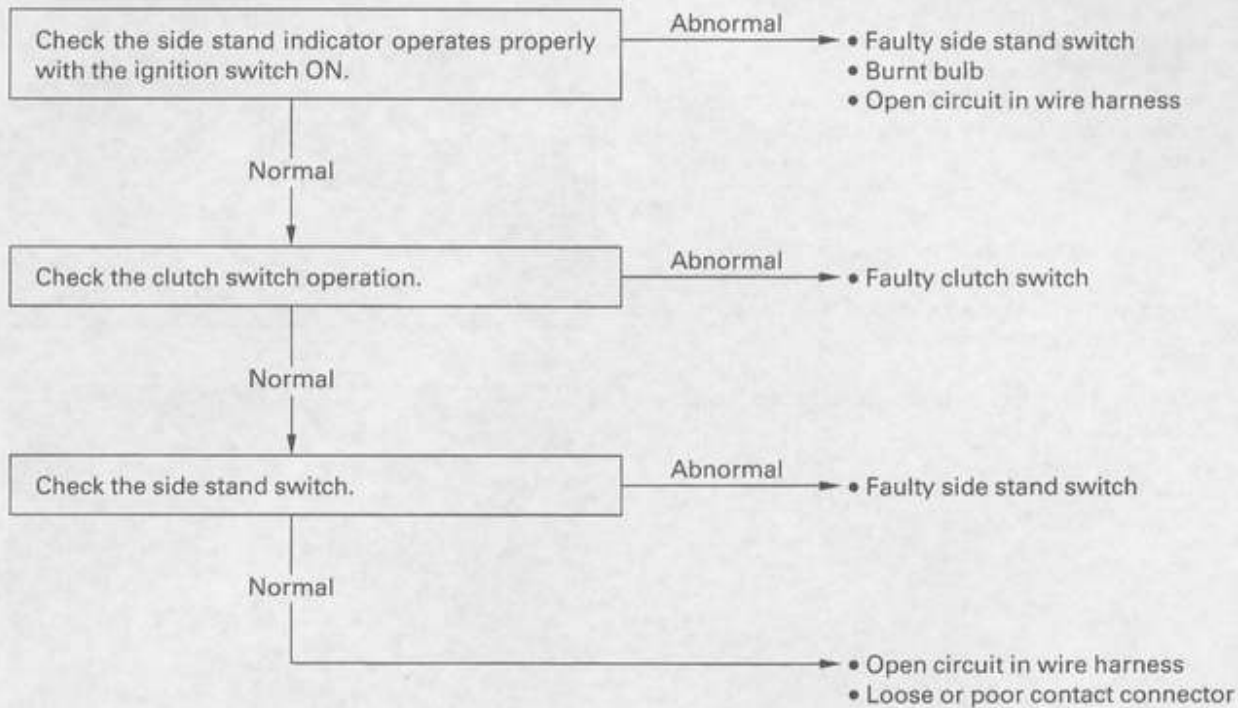 Check the side stand indicator operates properly
with the ignition switch ON.
Abnormal
• Faulty side stand switch
• Burnt bulb
• Open circuit in wire harness
Normal
Check the clutch switch operation.
Abnormal
• Faulty clutch switch
Normal
Check the side stand switch.
Abnormal
• Faulty side stand switch
Normal
• Open circuit in wire harness
• Loose or poor contact connector